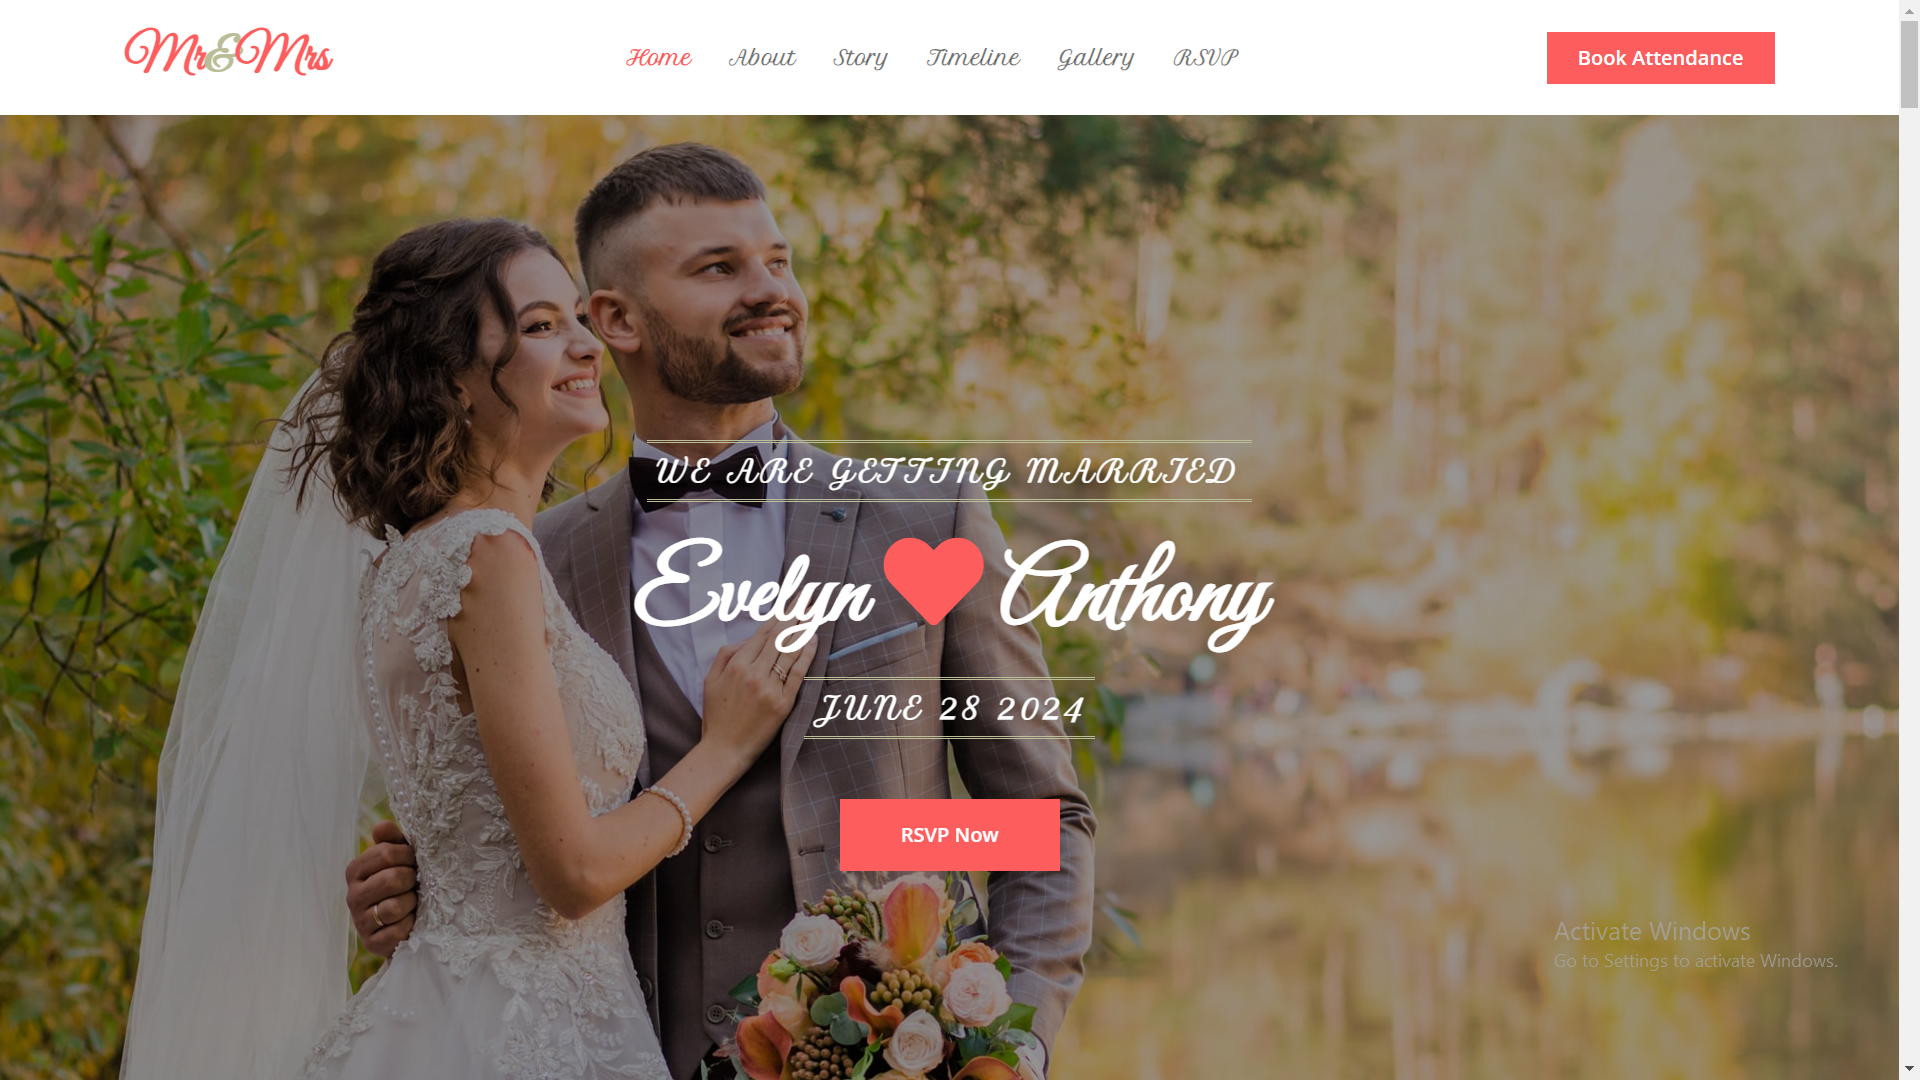 Mr&Mrs
Home About Story Timeline Gallery RSVP
Book Attendance
WE ARE GETTING MARRIED
Evelyn Anthony
JUNE 28 2024
RSVP Now
Activate Windows
Go to Settings to activate Windows.